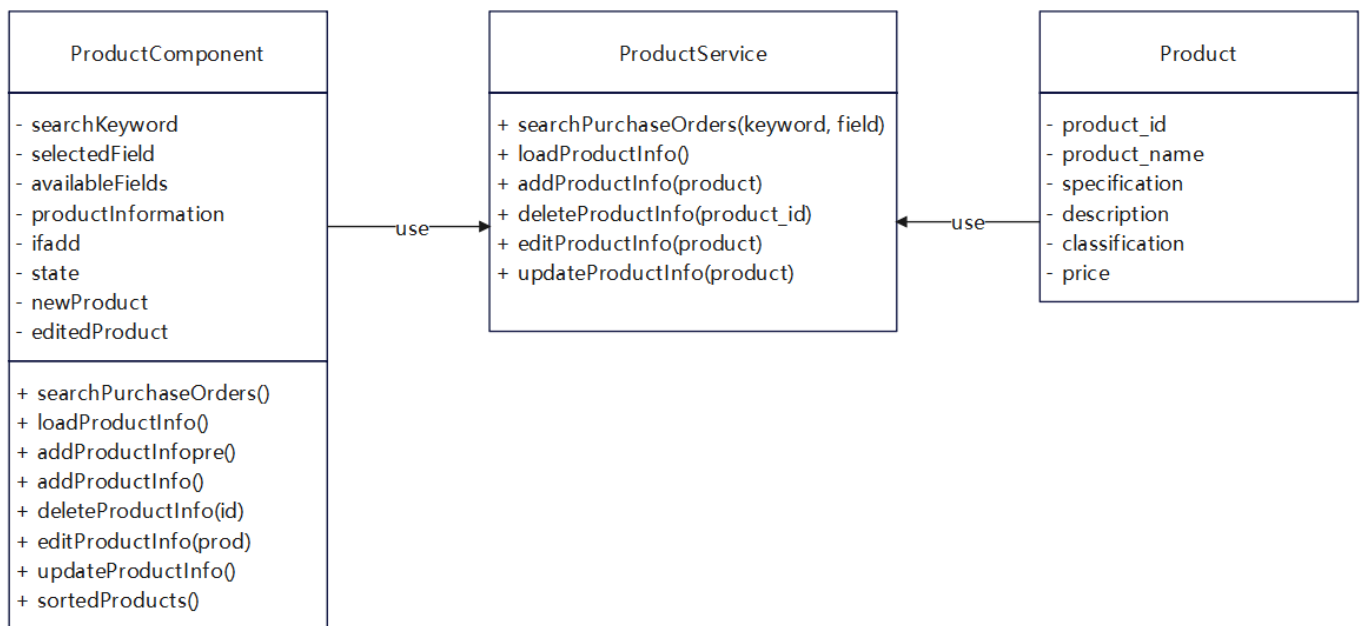 ProductComponent
- searchKeyword
- selectedField
- availableFields
- productInformation
- ifadd
- state
- newProduct
- editedProduct
+ searchPurchaseOrders()
+ loadProductInfo()
+ addProductInfopre()
+ addProductInfo()
+ deleteProductInfo(id)
+ editProductInfo(prod)
+ updateProductInfo()
+ sortedProducts()
use
ProductService
+ searchPurchaseOrders(keyword, field)
+ loadProductInfo()
+ addProductInfo(product)
+ deleteProductInfo(product_id)
+ editProductInfo(product)
+ updateProductInfo(product)
use
Product
- product_id
- product_name
- specification
- description
- classification
- price